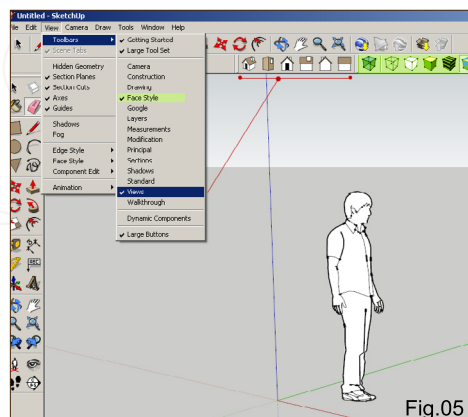 Untitled - SketchUp
File Edit View Camera Draw Tools Window Help
Toolbars
Scene Tabs
Hidden Geometry
Section Planes
Section Cuts
Axes
Guides
Shadows
Fog
Edge Style
Face Style
Component Edit
Animation
Getting Started
Large Tool Set
Camera
Construction
Drawing
Face Style
Google
Layers
Measurements
Modification
Principal
Sections
Shadows
Standard
Views
Walkthrough
Dynamic Components
Large Buttons
ABC
Fig.05